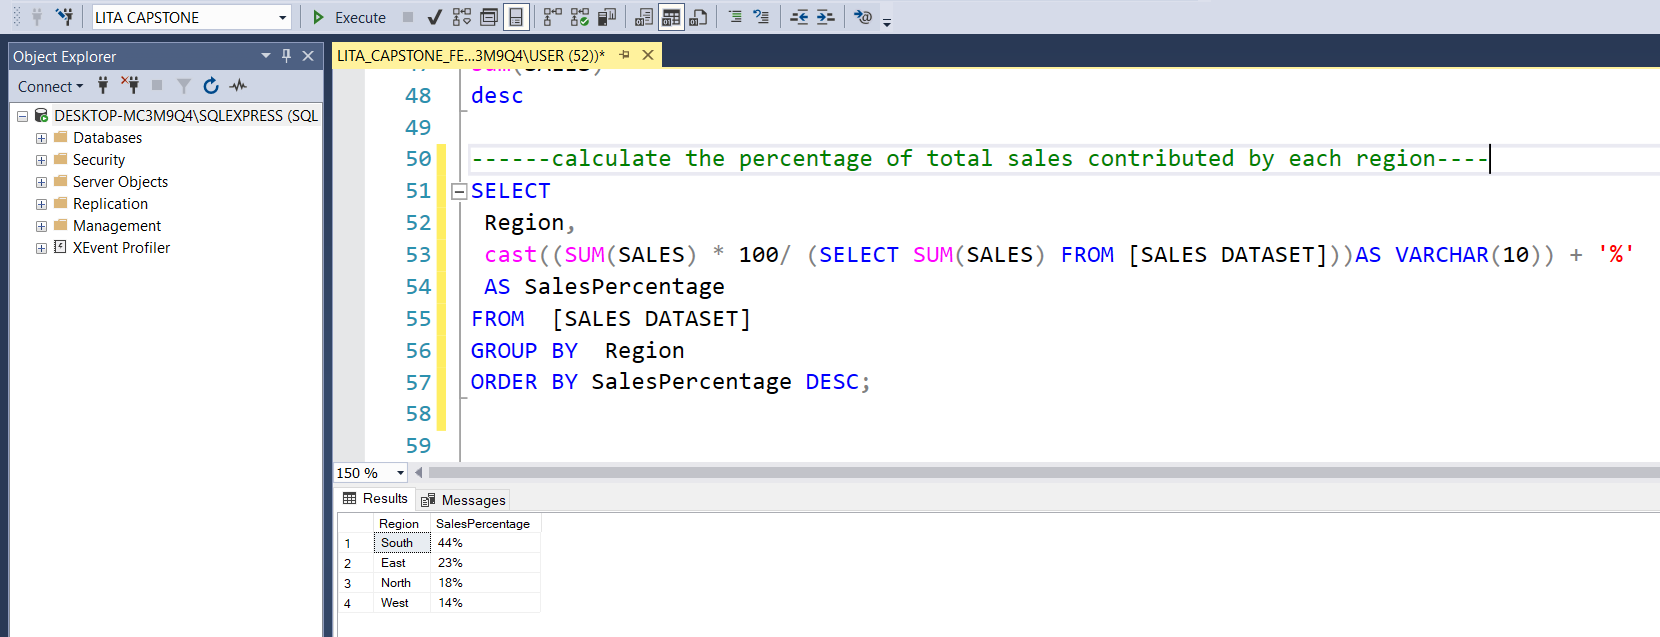 LITA CAPSTONE Execute
Object Explorer
Connect
DESKTOP-MC3M9Q4\SQLEXPRESS (SQL
Databases
Security
Server Objects
Replication
Management
XEvent Profiler
LITA_CAPSTONE_FE...3M9Q4\USER (52))*
47 sum(SALES)
48 desc
49
50 ------calculate the percentage of total sales contributed by each region----
51 SELECT
52 Region,
53 cast((SUM(SALES) * 100/ (SELECT SUM(SALES) FROM [SALES DATASET]))AS VARCHAR(10)) + '%'
54 AS SalesPercentage
55 FROM [SALES DATASET]
56 GROUP BY Region
57 ORDER BY SalesPercentage DESC;
58
59
150 %
Results Messages
Region SalesPercentage
1 South 44%
2 East 23%
3 North 18%
4 West 14%